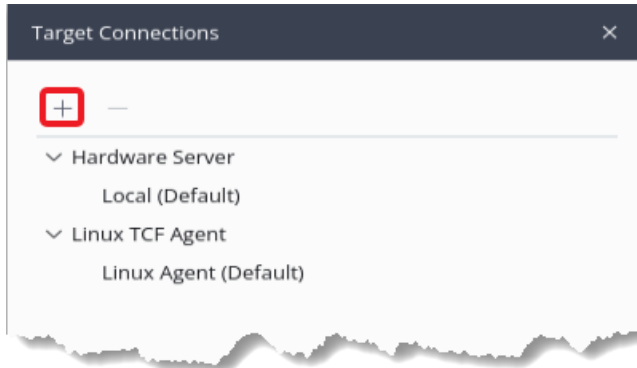 Target Connections
Hardware Server
Local (Default)
Linux TCF Agent
Linux Agent (Default)